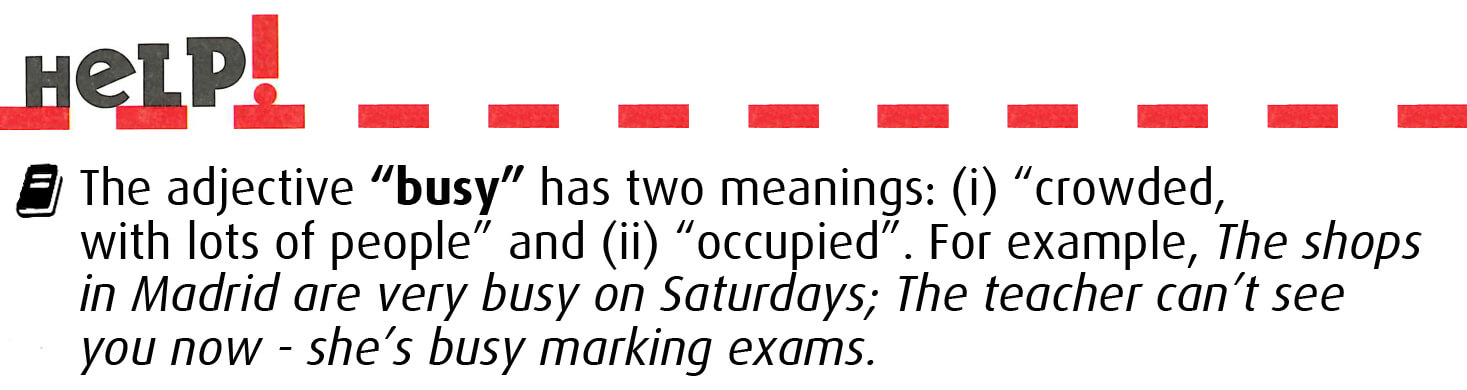 HeLP!
The adjective “busy” has two meanings: (i) “crowded,
with lots of people” and (ii) “occupied”. For example, The shops
in Madrid are very busy on Saturdays; The teacher can’t see
you now - she’s busy marking exams.